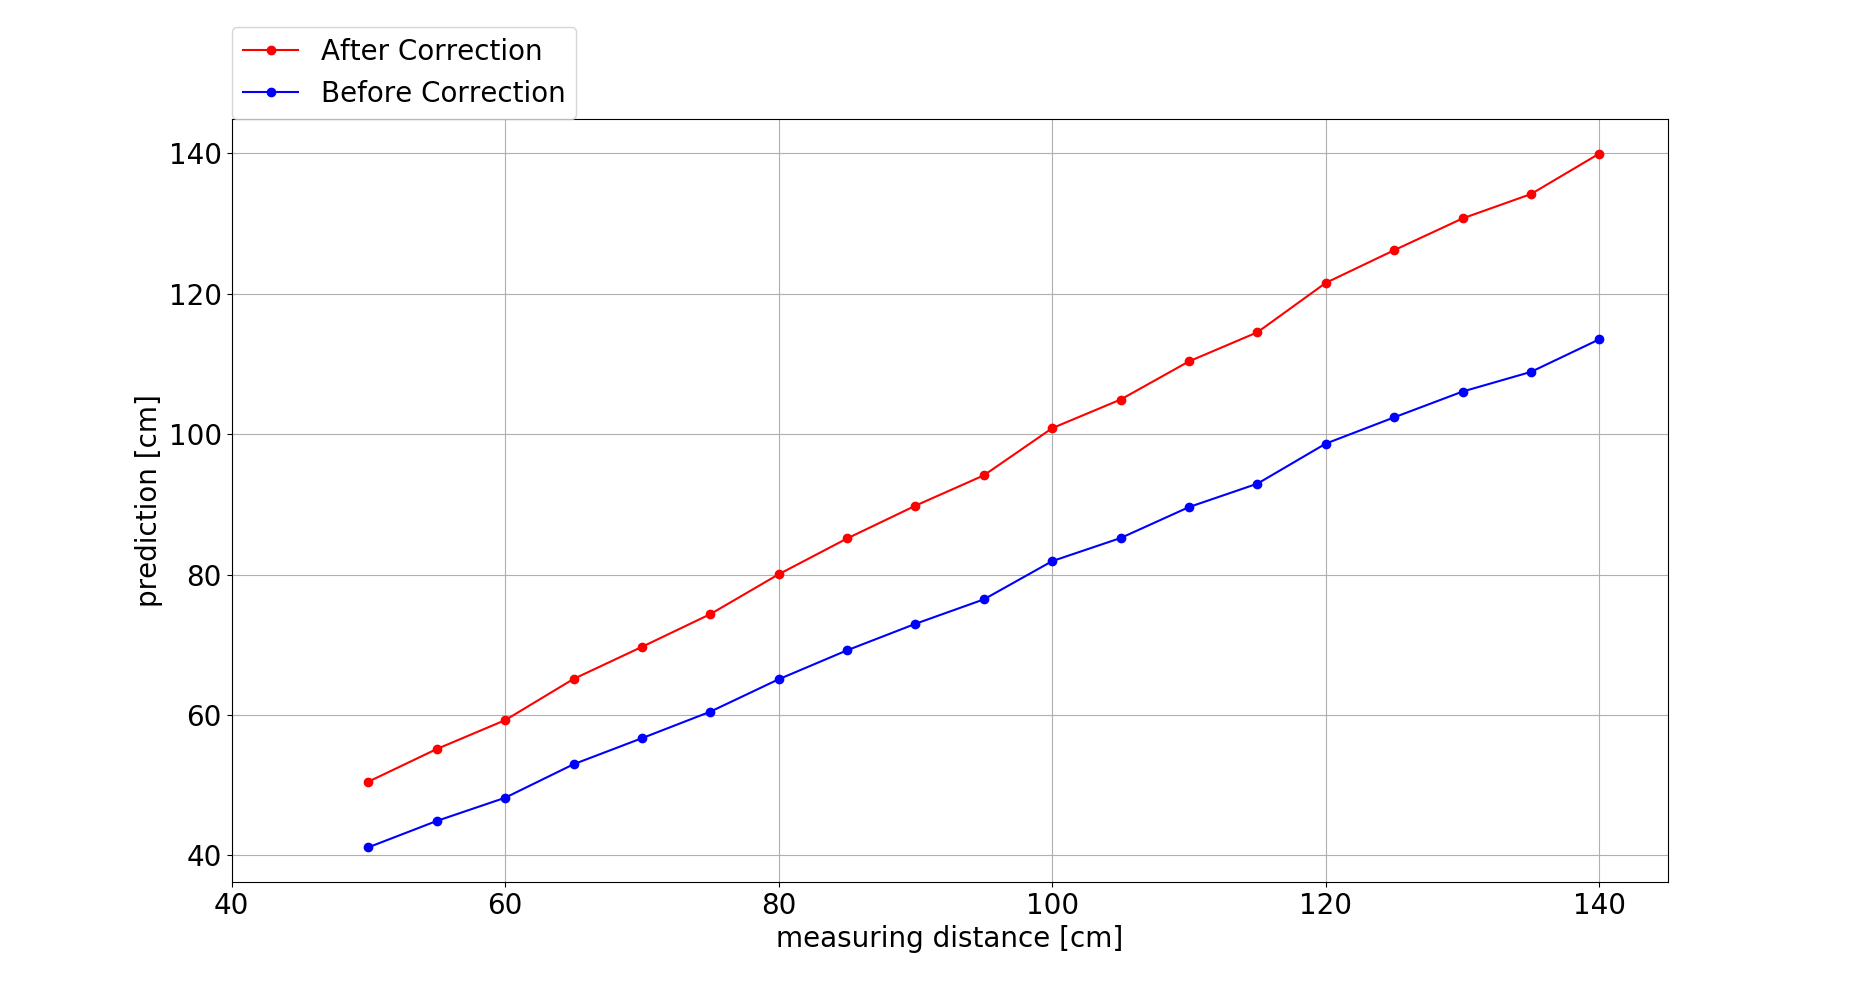 After Correction
Before Correction
140
120
100
80
60
40
prediction [cm]
40 60 80 100 120 140
measuring distance [cm]